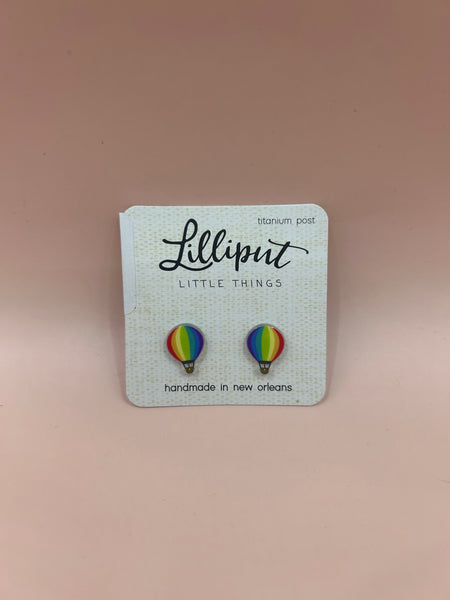 titanium post
Lilliput
LITTLE THINGS
handmade in new orleans